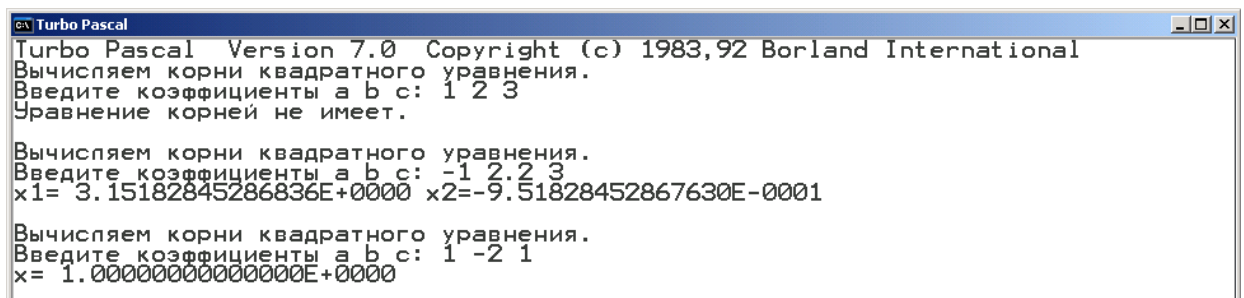 Turbo Pascal
Turbo Pascal  Version 7.0  Copyright (c) 1983,92 Borland International
Вычисляем корни квадратного уравнения.
Введите коэффициенты a b c: 1 2 3
Уравнение корней не имеет.
Вычисляем корни квадратного уравнения.
Введите коэффициенты a b c: -1 2.2 3
x1= 3.15182845286836E+0000 x2=-9.51828452867630E-0001
Вычисляем корни квадратного уравнения.
Введите коэффициенты a b c: 1 -2 1
x= 1.00000000000000E+0000